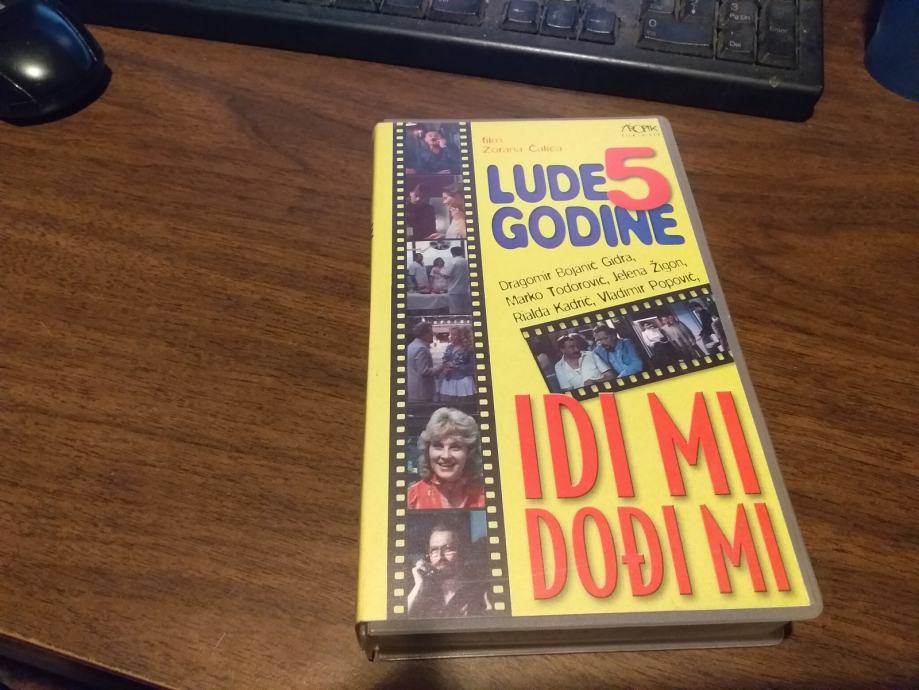 film
Zorana Čalića
LUDE 5
GODINE
Dragomir Bojanić Gidra,
Marko Todorović, Jelena Žigon,
Rialda Kadrić, Vladimir Popović,
IDI MI
DOĐI MI